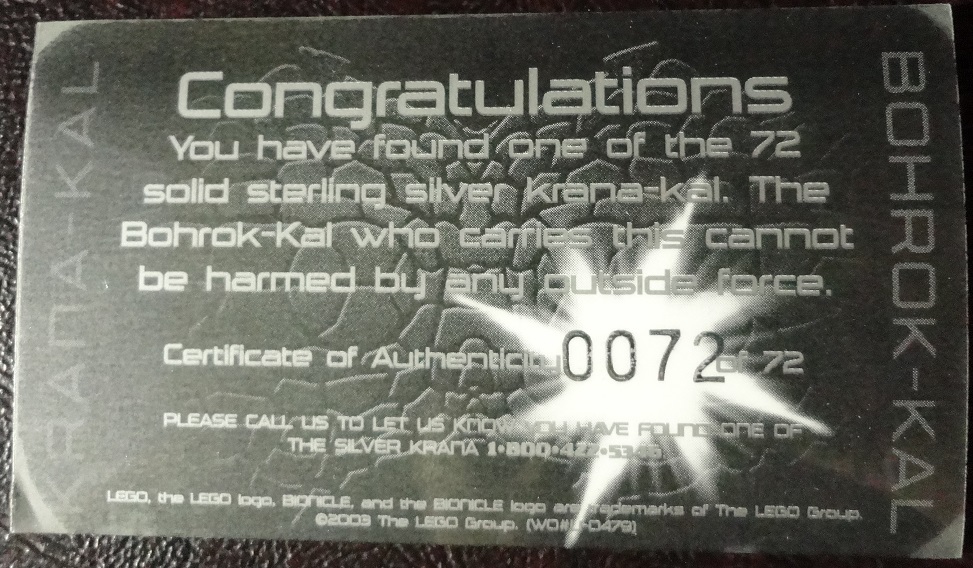 Congratulations
You have found one of the 72
solid sterling silver Krana-kal. The
Bohrok-Kal who carries this cannot
be harmed by any outside force.
Certificate of Authenticity 0072 of 72
PLEASE CALL US TO LET US KNOW YOU HAVE FOUND ONE OF
THE SILVER KRANA 1•800•422•5346
LEGO, the LEGO logo, BIONICLE, and the BIONICLE logo are trademarks of The LEGO Group.
©2003 The LEGO Group.
KRANA-KAL
BOHROK-KAL